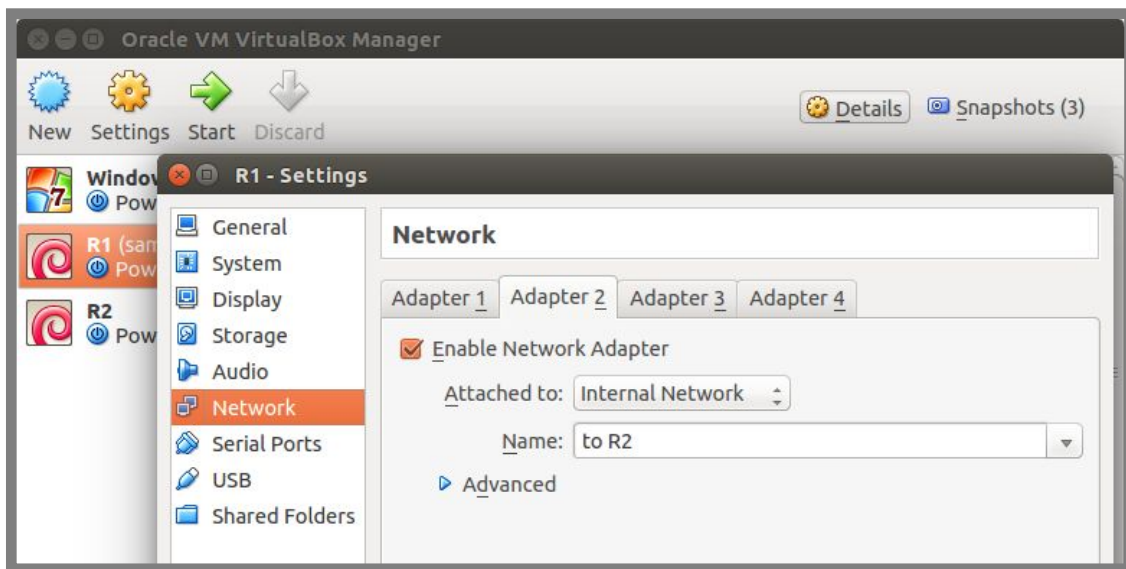 Oracle VM VirtualBox Manager
New Settings Start Discard
Details Snapshots (3)
R1 - Settings
R1
R2
General
System
Display
Storage
Audio
Network
Serial Ports
USB
Shared Folders
Network
Adapter 1 Adapter 2 Adapter 3 Adapter 4
Enable Network Adapter
Attached to: Internal Network
Name: to R2
Advanced